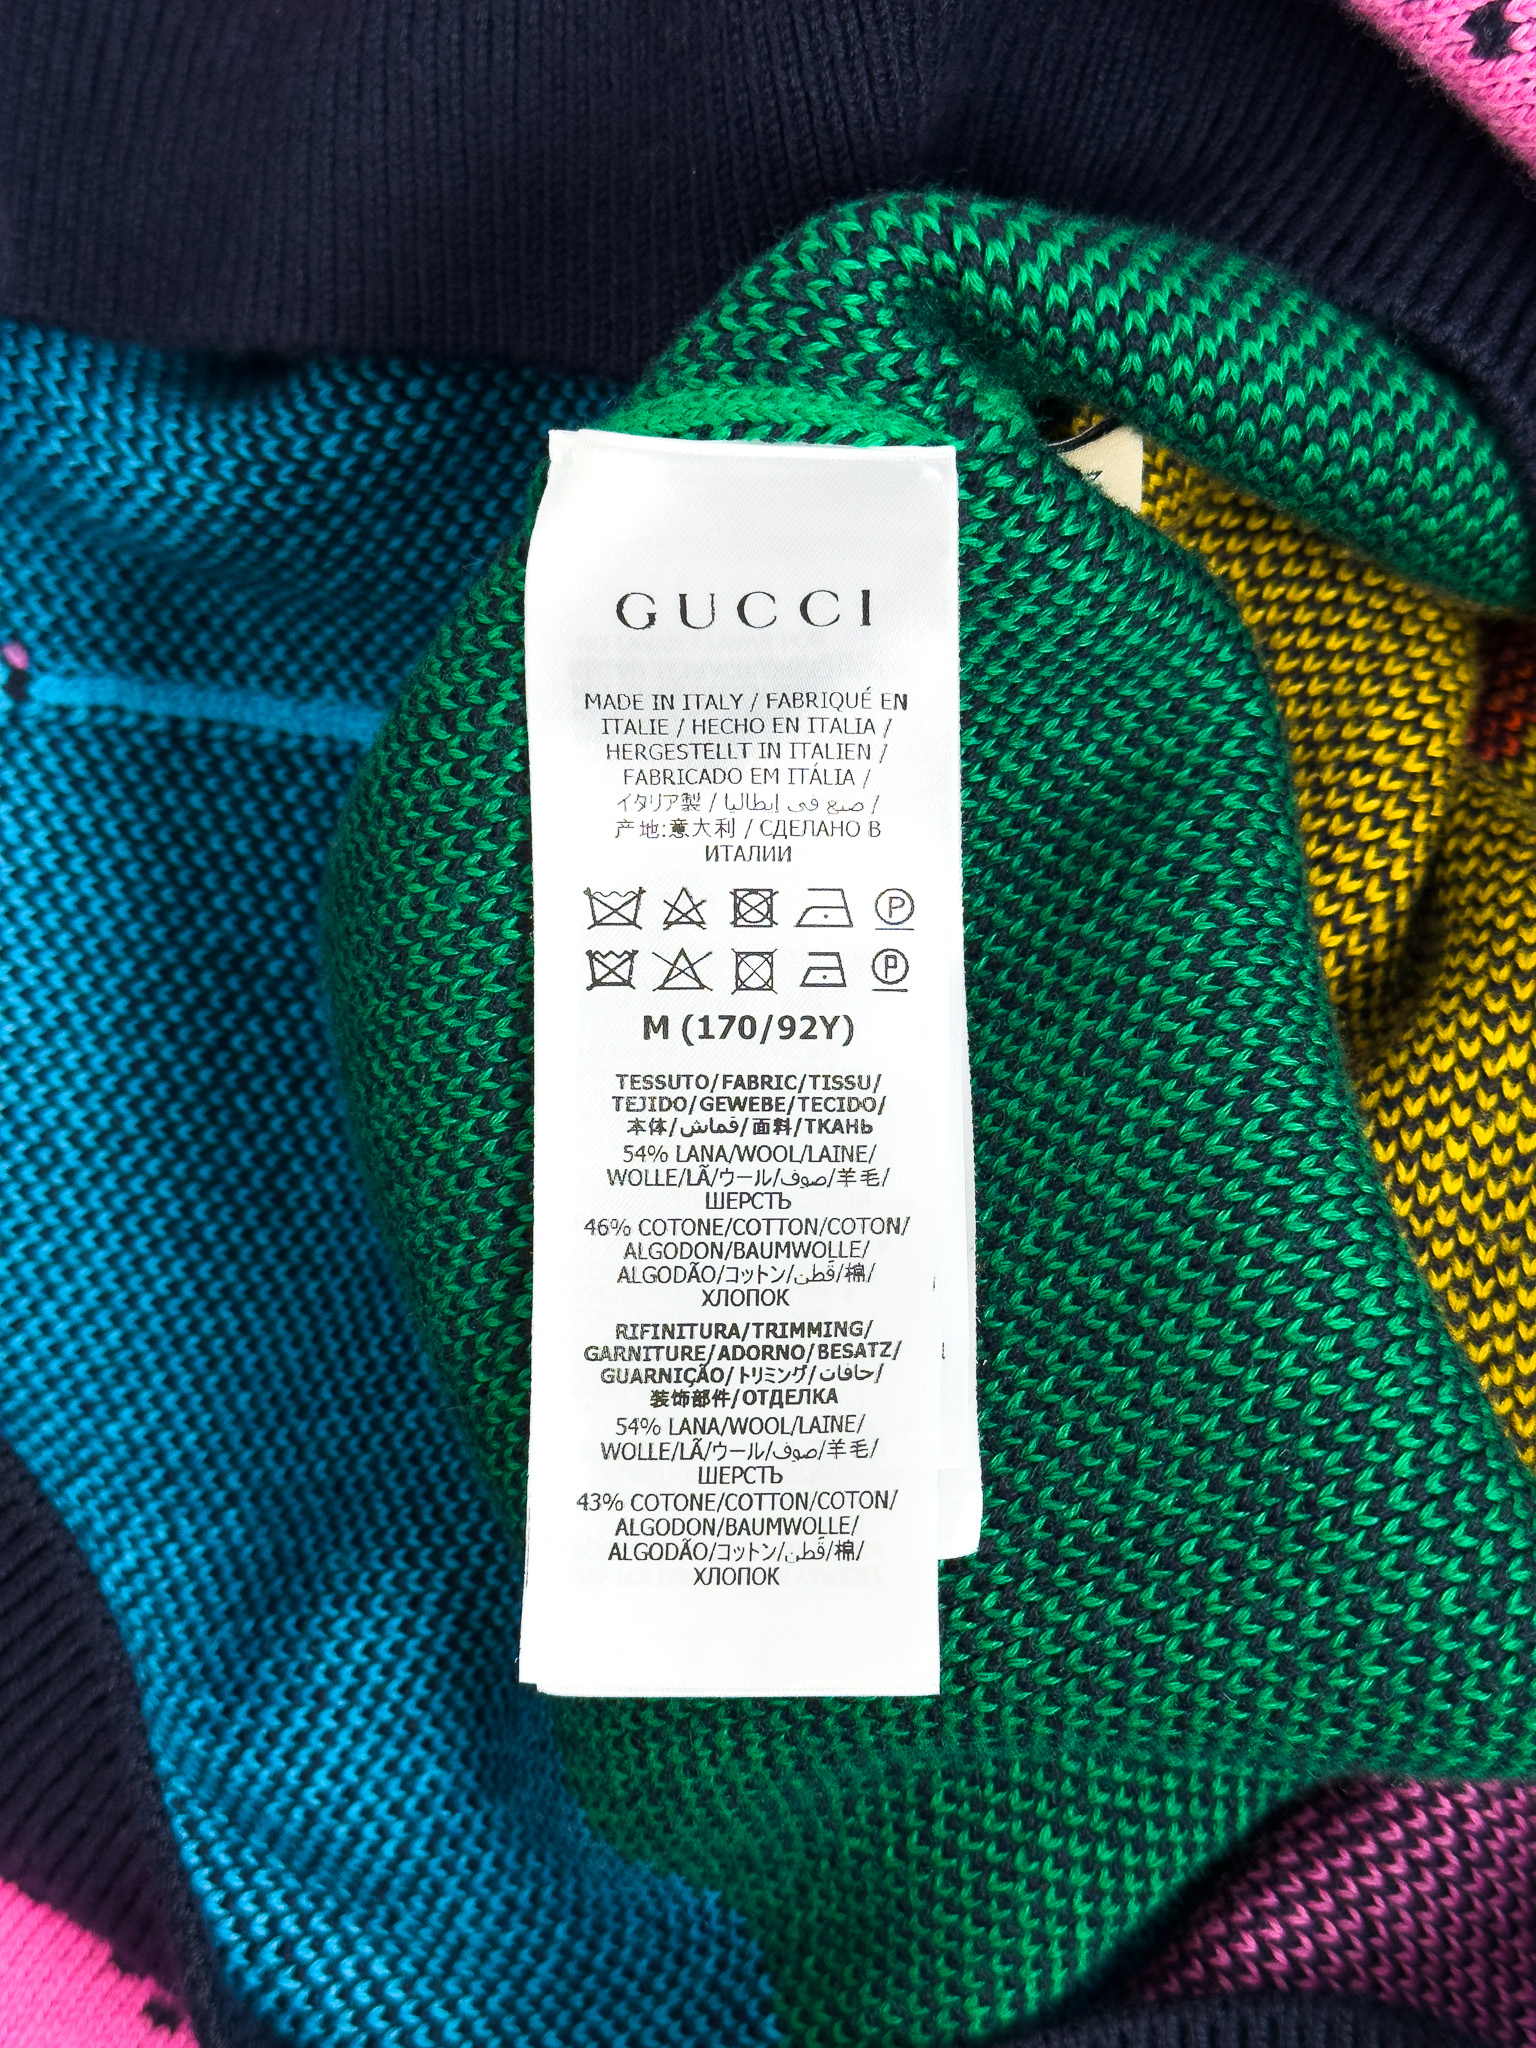 GUCCI
MADE IN ITALY / FABRIQUÉ EN
ITALIE / HECHO EN ITALIA /
HERGESTELLT IN ITALIEN /
FABRICADO EM ITÁLIA /
イタリア製 / صنع في إيطاليا /
产地:意大利 / СДЕЛАНО В
ИТАЛИИ
P
P
M (170/92Y)
TESSUTO/FABRIC/TISSU/
TEJIDO/GEWEBE/TECIDO/
本体/قماش/面料/ТКАНЬ
54% LANA/WOOL/LAINE/
WOLLE/LÃ/ウール/صوف/羊毛/
ШЕРСТЬ
46% COTONE/COTTON/COTON/
ALGODON/BAUMWOLLE/
ALGODÃO/コットン/قطن/棉/
ХЛОПОК
RIFINITURA/TRIMMING/
GARNITURE/ADORNO/BESATZ/
GUARNIÇÃO/トリミング/حافات/
装饰部件/ОТДЕЛКА
54% LANA/WOOL/LAINE/
WOLLE/LÃ/ウール/صوف/羊毛/
ШЕРСТЬ
43% COTONE/COTTON/COTON/
ALGODON/BAUMWOLLE/
ALGODÃO/コットン/قطن/棉/
ХЛОПОК